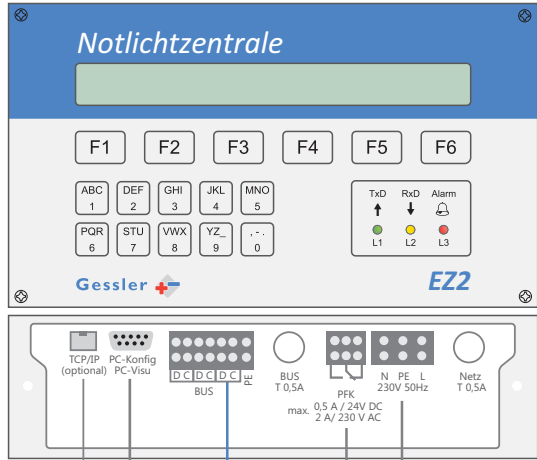 Notlichtzentrale
F1 F2 F3 F4 F5 F6
ABC DEF GHI JKL MNO
1 2 3 4 5
PQR STU VWX YZ_ , - .
6 7 8 9 0
TxD RxD Alarm
L1 L2 L3
Gessler
EZ2
TCP/IP
(optional)
PC-Konfig
PC-Visu
D C D C D C
PE
BUS
BUS
T 0,5A
PFK
max. 0,5 A / 24V DC
2 A/ 230 V AC
N PE L
230V 50Hz
Netz
T 0,5A